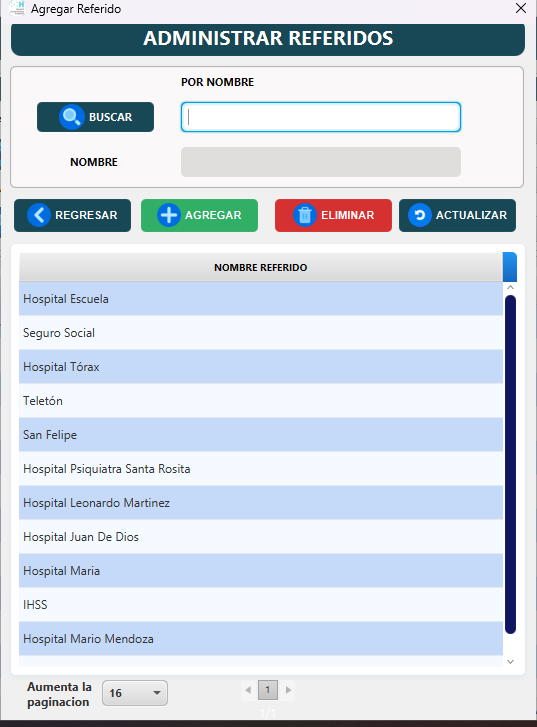 Agregar Referido
ADMINISTRAR REFERIDOS
POR NOMBRE
BUSCAR
NOMBRE
REGRESAR
AGREGAR
ELIMINAR
ACTUALIZAR
NOMBRE REFERIDO
Hospital Escuela
Seguro Social
Hospital Tórax
Teletón
San Felipe
Hospital Psiquiatra Santa Rosita
Hospital Leonardo Martinez
Hospital Juan De Dios
Hospital Maria
IHSS
Hospital Mario Mendoza
Aumenta la
paginacion
16
1
1/1